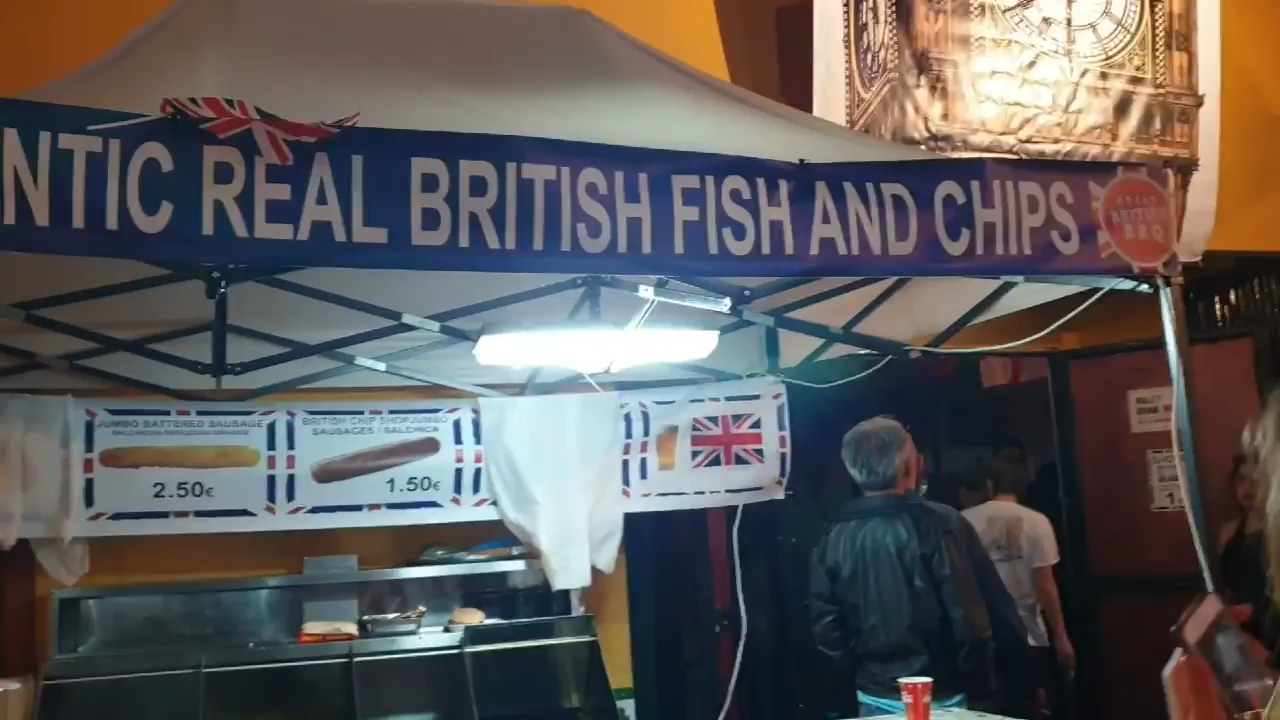 NTIC REAL BRITISH FISH AND CHIPS
GREAT
BRITISH
BBQ
JUMBO BATTERED SAUSAGE
2.50€
BRITISH CHIP SHOP JUMBO
SAUSAGES / SALCHICA
1.50€